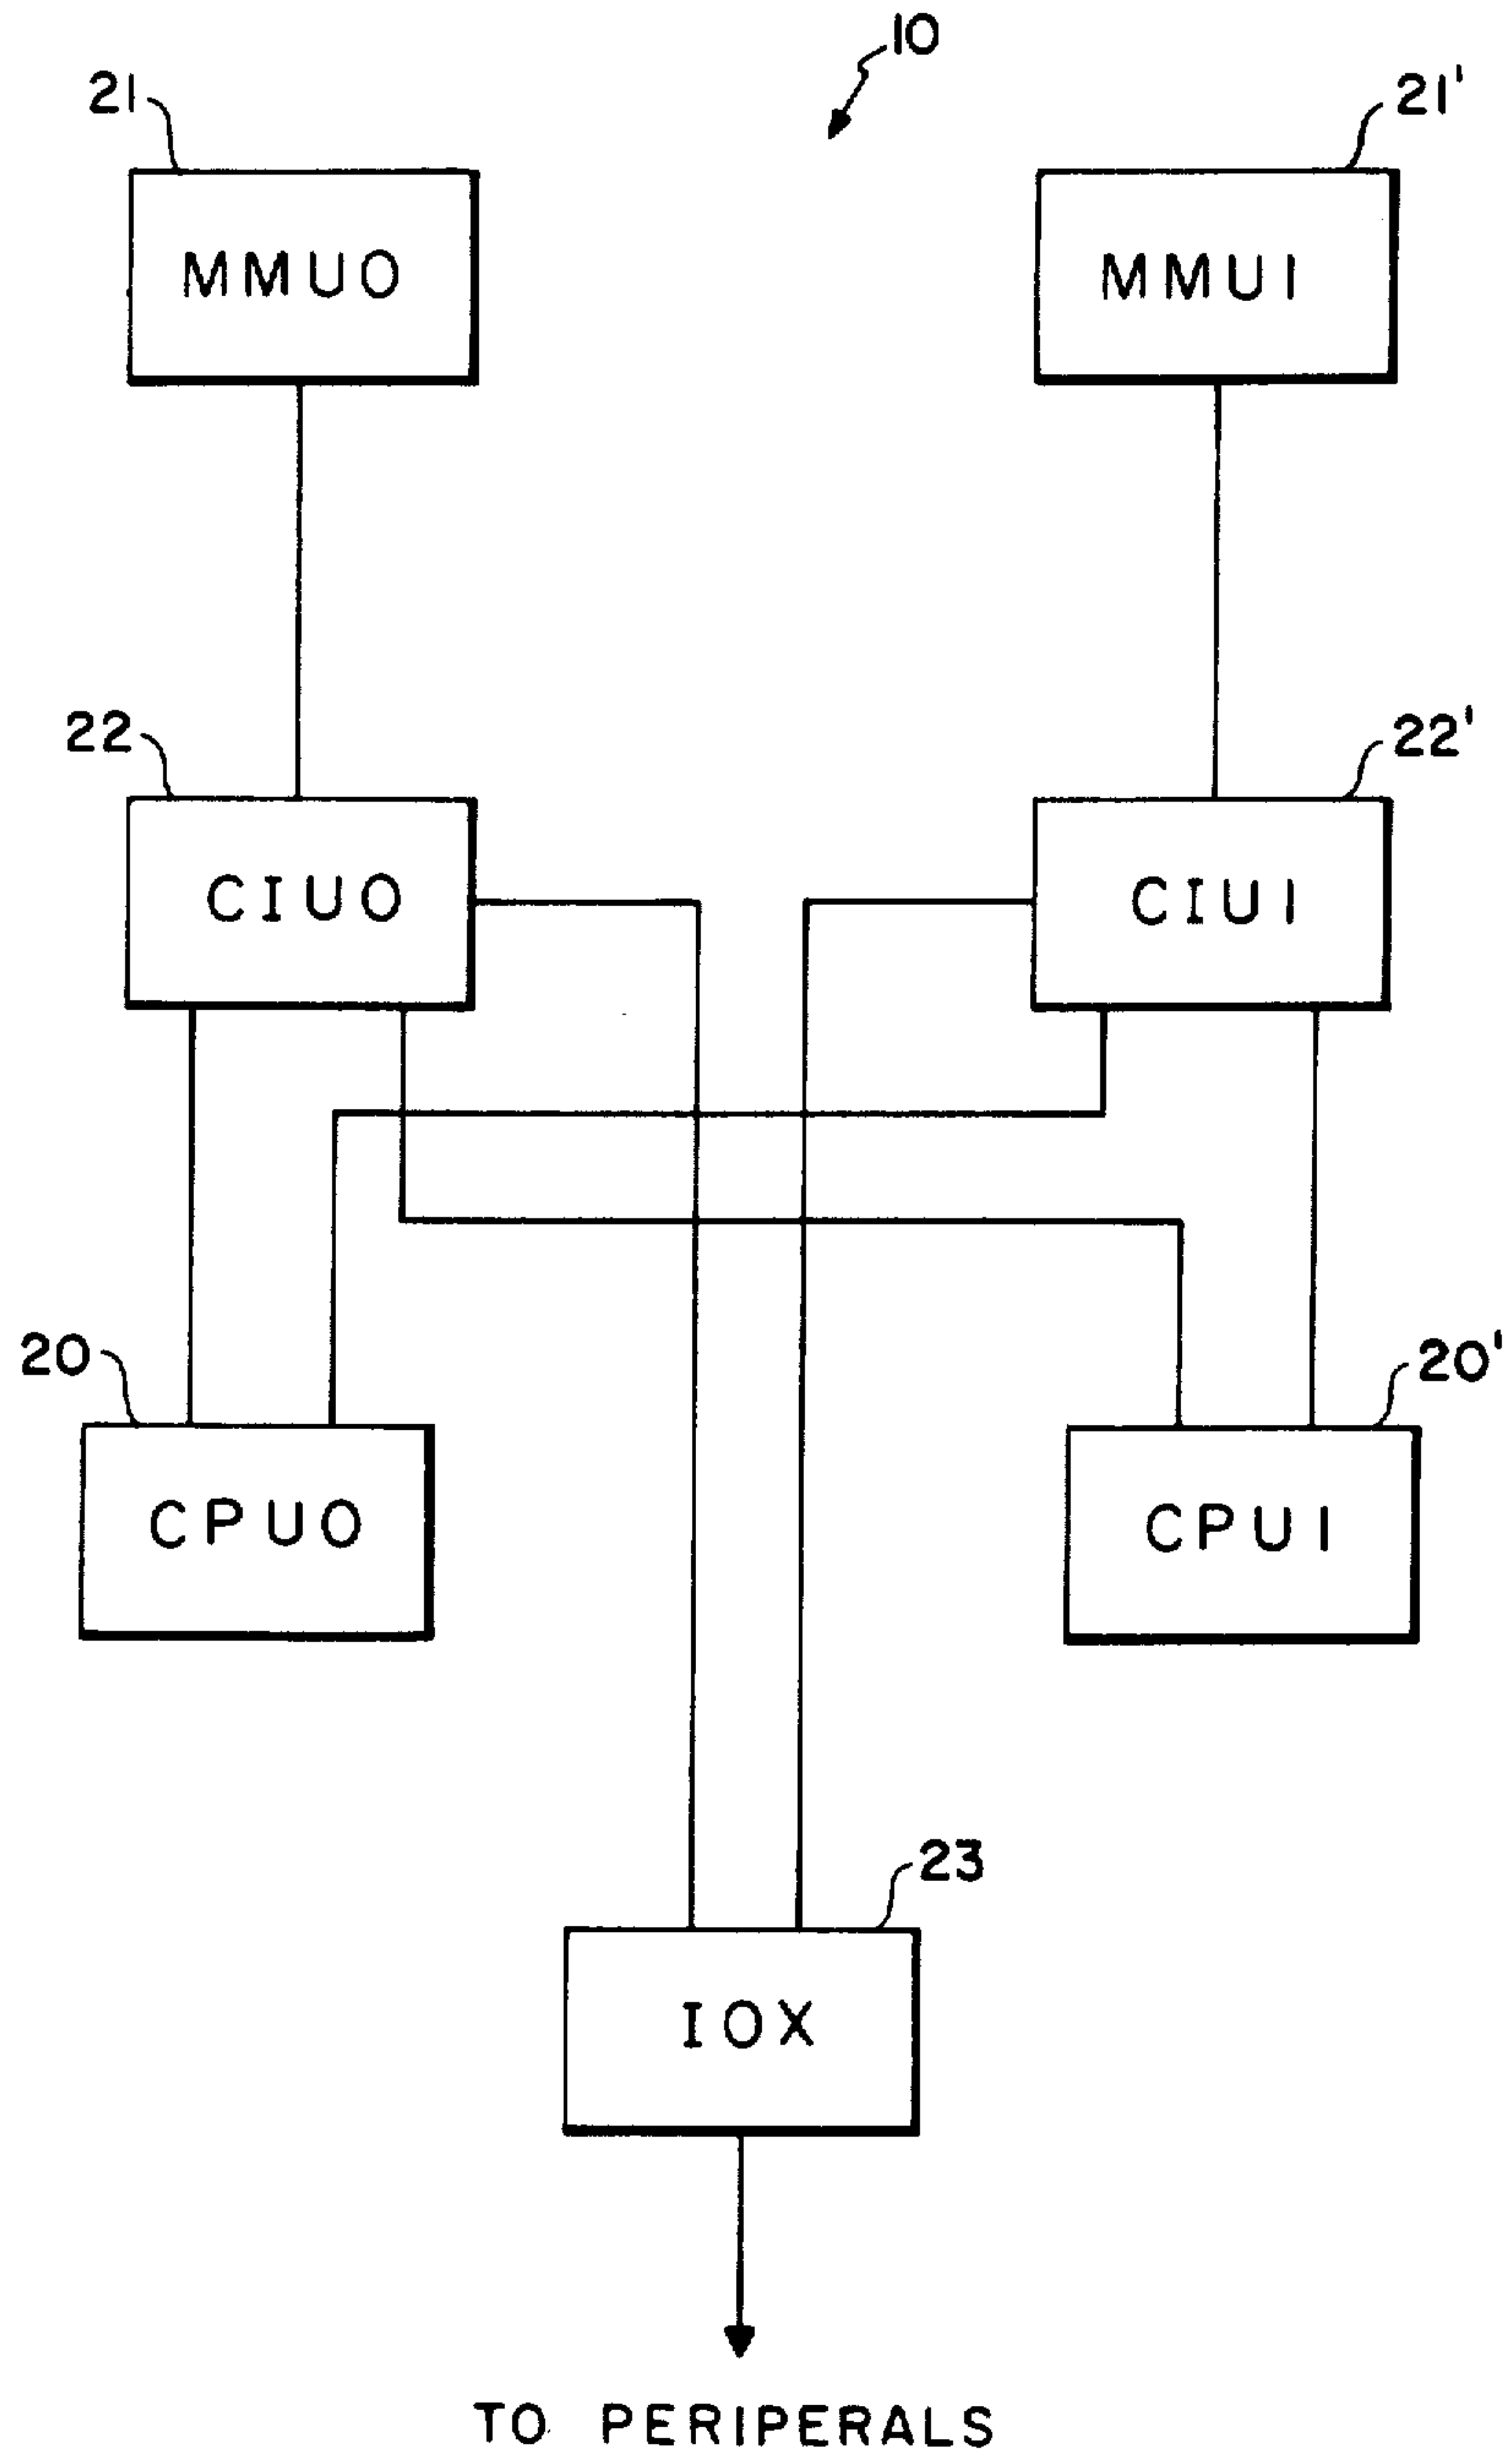 10
21
21'
MMU0
MMU1
22
22'
CIU0
CIU1
20
20'
CPU0
CPU1
23
IOX
TO PERIPERALS